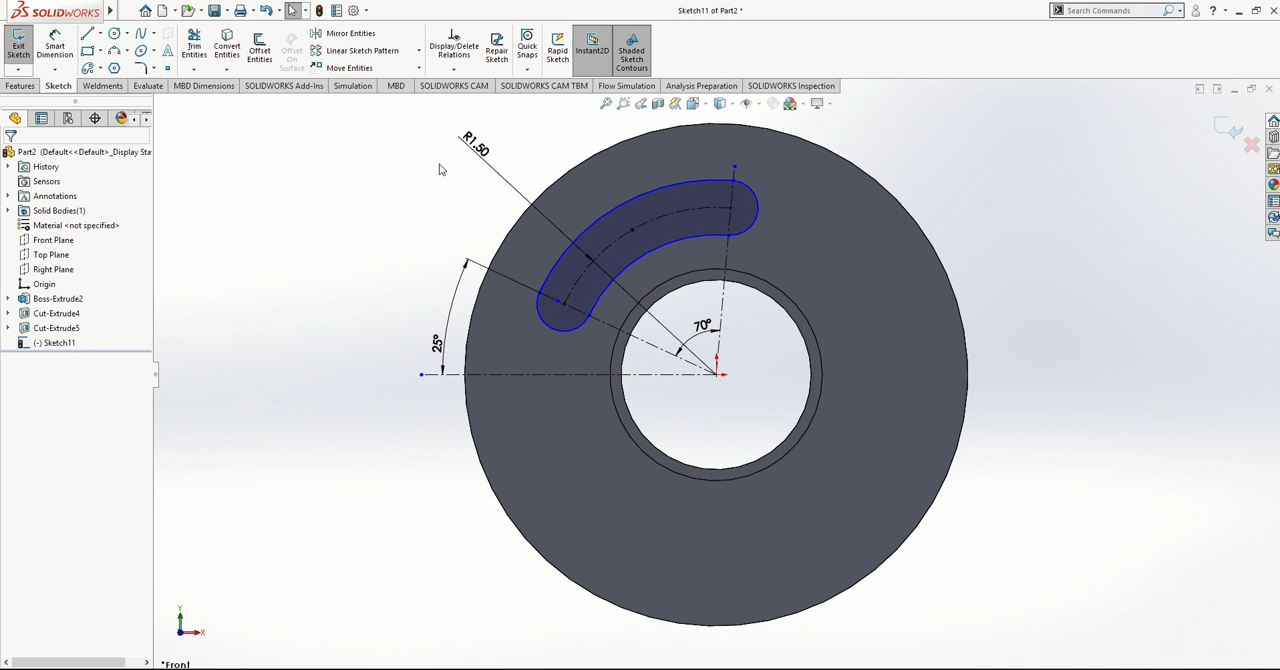 SOLIDWORKS
Sketch11 of Part2 *
Search Commands
?
Exit Sketch
Smart Dimension
Trim Entities
Convert Entities
Offset Entities
Offset On Surface
Mirror Entities
Linear Sketch Pattern
Move Entities
Display/Delete Relations
Repair Sketch
Quick Snaps
Rapid Sketch
Instant2D
Shaded Sketch Contours
Features
Sketch
Weldments
Evaluate
MBD Dimensions
SOLIDWORKS Add-Ins
Simulation
MBD
SOLIDWORKS CAM
SOLIDWORKS CAM TBM
Flow Simulation
Analysis Preparation
SOLIDWORKS Inspection
Part2 (Default<<Default>_Display Sta
History
Sensors
Annotations
Solid Bodies(1)
Material <not specified>
Front Plane
Top Plane
Right Plane
Origin
Boss-Extrude2
Cut-Extrude4
Cut-Extrude5
(-) Sketch11
R1.50
70°
25°
Y
X
*Front